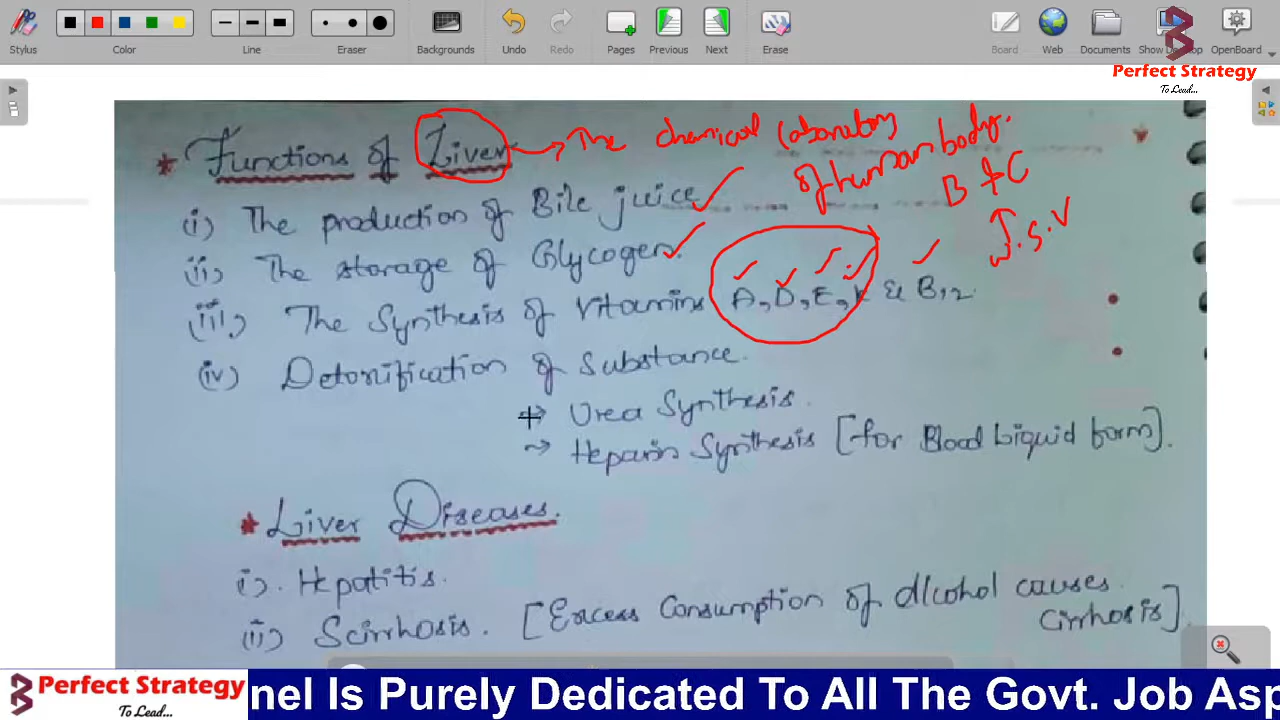 Stylus Color Line Eraser Backgrounds Undo Redo Pages Previous Next Erase Board Web Documents Show Desktop OpenBoard
Perfect Strategy
To Lead...
* Functions of Liver → The chemical laboratory
of human body.
(i) The production of Bile juice ✓
B & C
↑
W.S.V
(ii) The storage of Glycogen. ✓
(iii) The Synthesis of Vitamins A, D, E, K & B12.
(iv) Detonification of Substance.
→ Urea Synthesis.
→ Heparin Synthesis [for Blood Liquid form].
* Liver Diseases.
i). Hepatitis.
(ii) Scirrhosis. [Excess Consumption of Alcohol causes
Cirrhosis].
Perfect Strategy
To Lead...
nel Is Purely Dedicated To All The Govt. Job Asp